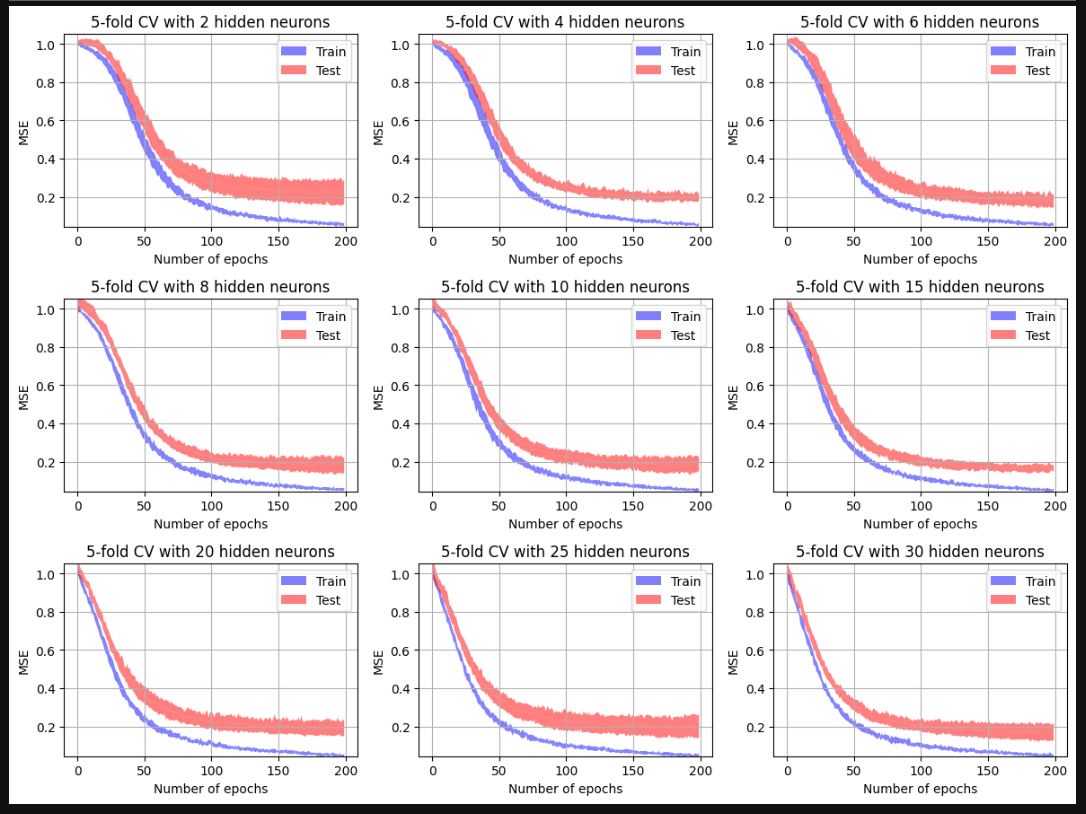 5-fold CV with 2 hidden neurons
1.0
0.8
0.6
0.4
0.2
MSE
Train
Test
0 50 100 150 200
Number of epochs
5-fold CV with 4 hidden neurons
1.0
0.8
0.6
0.4
0.2
MSE
Train
Test
0 50 100 150 200
Number of epochs
5-fold CV with 6 hidden neurons
1.0
0.8
0.6
0.4
0.2
MSE
Train
Test
0 50 100 150 200
Number of epochs
5-fold CV with 8 hidden neurons
1.0
0.8
0.6
0.4
0.2
MSE
Train
Test
0 50 100 150 200
Number of epochs
5-fold CV with 10 hidden neurons
1.0
0.8
0.6
0.4
0.2
MSE
Train
Test
0 50 100 150 200
Number of epochs
5-fold CV with 15 hidden neurons
1.0
0.8
0.6
0.4
0.2
MSE
Train
Test
0 50 100 150 200
Number of epochs
5-fold CV with 20 hidden neurons
1.0
0.8
0.6
0.4
0.2
MSE
Train
Test
0 50 100 150 200
Number of epochs
5-fold CV with 25 hidden neurons
1.0
0.8
0.6
0.4
0.2
MSE
Train
Test
0 50 100 150 200
Number of epochs
5-fold CV with 30 hidden neurons
1.0
0.8
0.6
0.4
0.2
MSE
Train
Test
0 50 100 150 200
Number of epochs